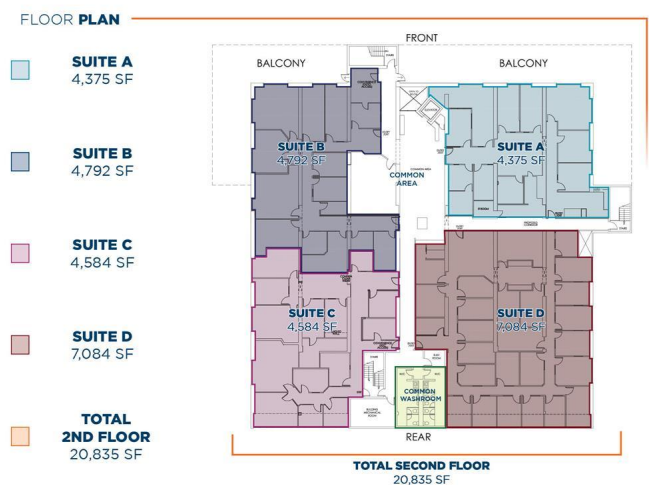 FLOOR PLAN
SUITE A
4,375 SF
SUITE B
4,792 SF
SUITE C
4,584 SF
SUITE D
7,084 SF
TOTAL
2ND FLOOR
20,835 SF
FRONT
BALCONY
BALCONY
SUITE B
4,792 SF
SUITE A
4,375 SF
COMMON
AREA
SUITE C
4,584 SF
SUITE D
7,084 SF
COMMON
WASHROOM
REAR
TOTAL SECOND FLOOR
20,835 SF